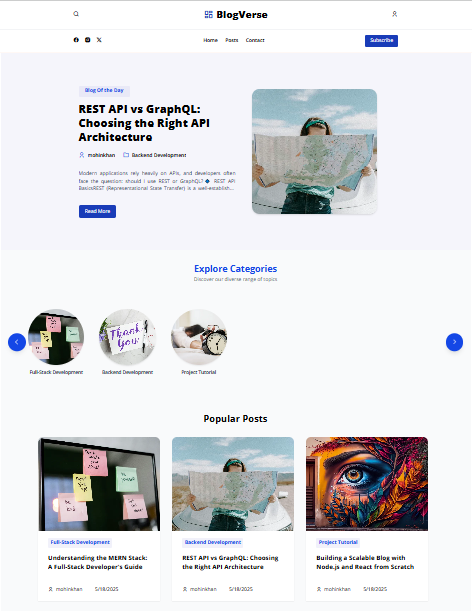 BlogVerse
Home Posts Contact
Subscribe
Blog Of the Day
REST API vs GraphQL:
Choosing the Right API
Architecture
mohinkhan Backend Development
Modern applications rely heavily on APIs, and developers often
face the question: should I use REST or GraphQL? REST API
BasicsREST (Representational State Transfer) is a well-establish...
Read More
Explore Categories
Discover our diverse range of topics
Thank
You
Full-Stack Development Backend Development Project Tutorial
Popular Posts
Full-Stack Development
Understanding the MERN Stack:
A Full-Stack Developer's Guide
mohinkhan 5/18/2025
Backend Development
REST API vs GraphQL: Choosing
the Right API Architecture
mohinkhan 5/18/2025
Project Tutorial
Building a Scalable Blog with
Node.js and React from Scratch
mohinkhan 5/18/2025